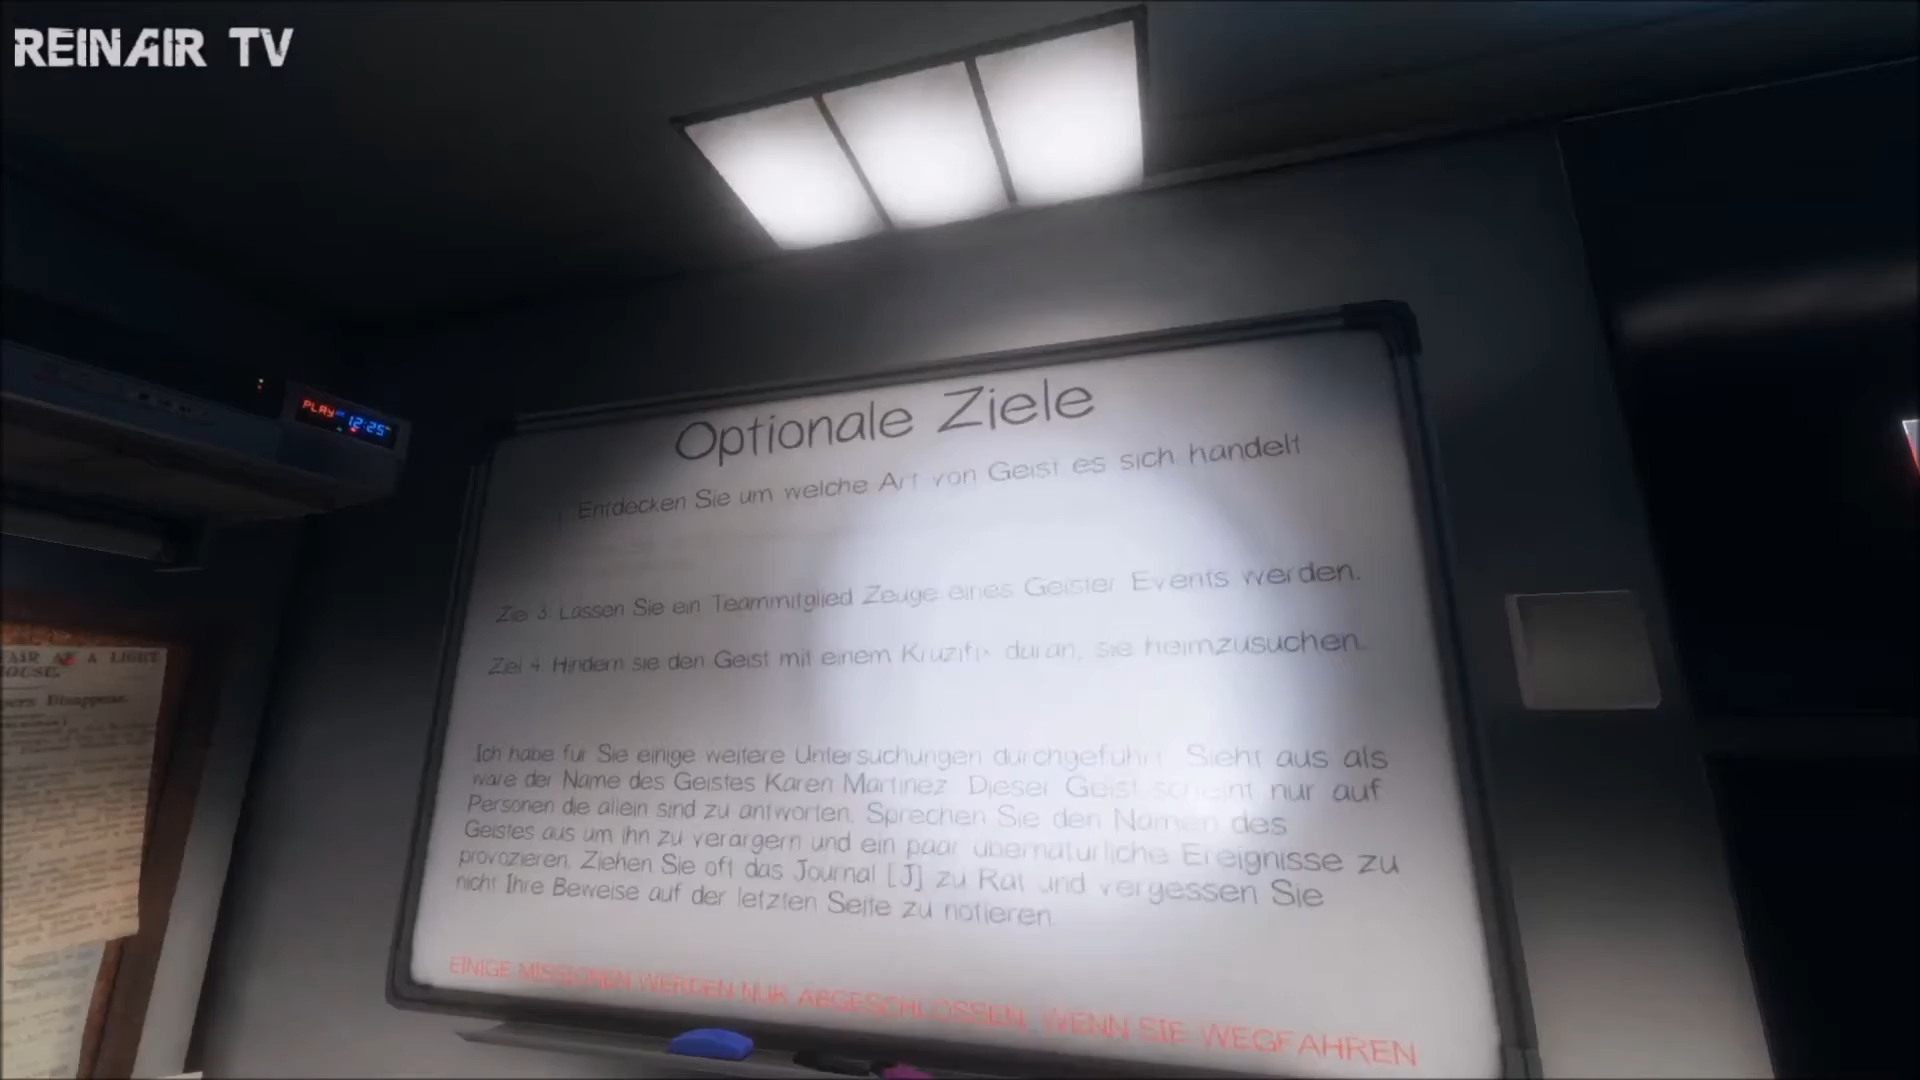 REINAIR TV
PLAY 12:25
Optionale Ziele
Entdecken Sie um welche Art von Geist es sich handelt
Ziel 3: Lassen Sie ein Teammitglied Zeuge eines Geister Events werden.
Ziel 4: Hindern sie den Geist mit einem Kruzifix daran, sie heimzusuchen.
Ich habe für Sie einige weitere Untersuchungen durchgeführt. Sieht aus als
wäre der Name des Geistes Karen Martinez. Dieser Geist scheint nur auf
Personen die allein sind zu antworten. Sprechen Sie den Namen des
Geistes aus um ihn zu verärgern und ein paar übernatürliche Ereignisse zu
provozieren. Ziehen Sie oft das Journal [J] zu Rat und vergessen Sie
nicht Ihre Beweise auf der letzten Seite zu notieren.
EINIGE MISSIONEN WERDEN NUR ABGESCHLOSSEN, WENN SIE WEGFAHREN
AIR AT A LIGHT
HOUSE.
pers Disappear.